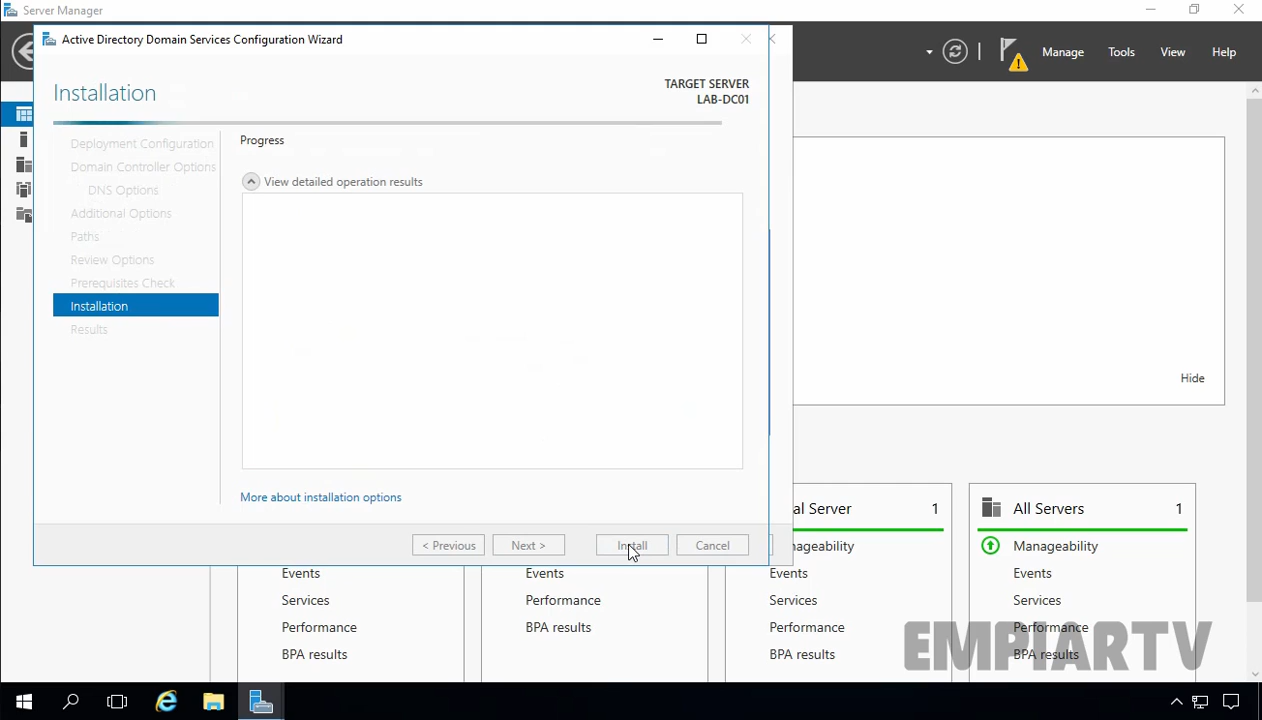 Server Manager
Active Directory Domain Services Configuration Wizard
Manage
Tools
View
Help
Installation
TARGET SERVER
LAB-DC01
Deployment Configuration
Domain Controller Options
DNS Options
Additional Options
Paths
Review Options
Prerequisites Check
Installation
Results
Progress
View detailed operation results
More about installation options
< Previous
Next >
Install
Cancel
Hide
al Server 1
All Servers 1
Events
Services
Performance
BPA results
Events
Performance
BPA results
nageability
Events
Services
Performance
BPA results
Manageability
Events
Services
Performance
BPA results
EMPIARTV